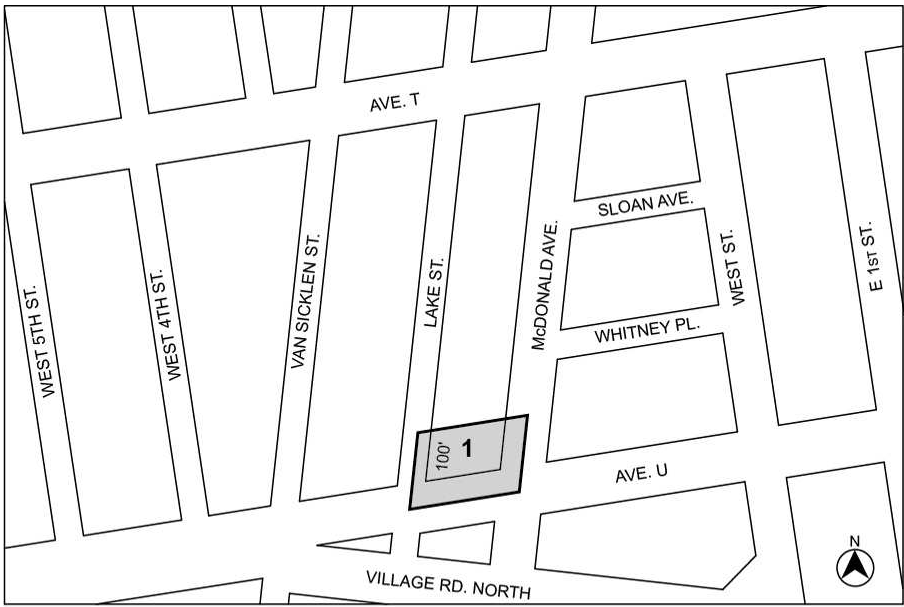 AVE. T
SLOAN AVE.
WEST 5TH ST.
WEST 4TH ST.
VAN SICKLEN ST.
LAKE ST.
McDONALD AVE.
WEST ST.
E 1ST ST.
WHITNEY PL.
100'
1
AVE. U
VILLAGE RD. NORTH
N